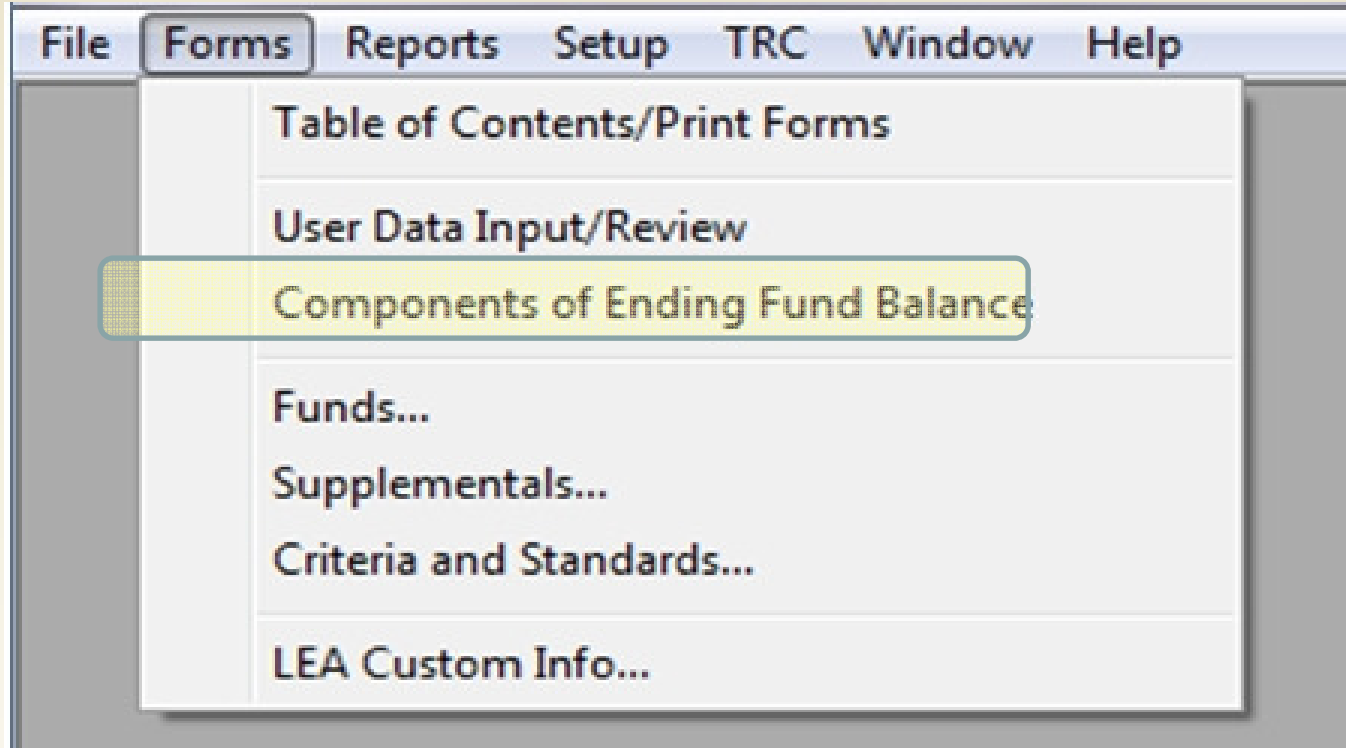 File Forms Reports Setup TRC Window Help
Table of Contents/Print Forms
User Data Input/Review
Components of Ending Fund Balance
Funds...
Supplementals...
Criteria and Standards...
LEA Custom Info...